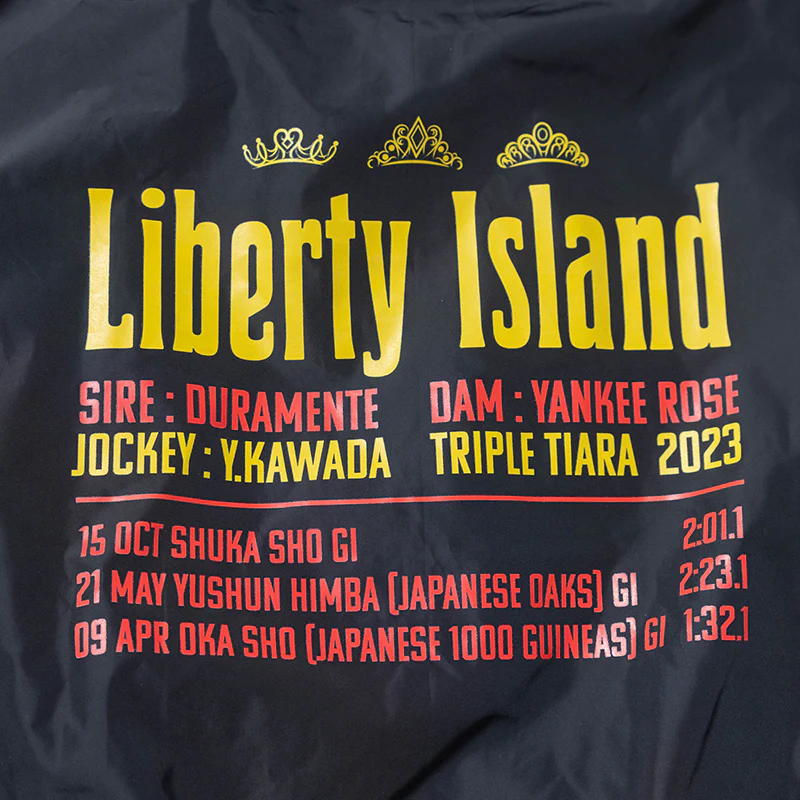 Liberty Island
SIRE : DURAMENTE DAM : YANKEE ROSE
JOCKEY : Y.KAWADA TRIPLE TIARA 2023
15 OCT SHUKA SHO GI 2:01.1
21 MAY YUSHUN HIMBA (JAPANESE OAKS) GI 2:23.1
09 APR OKA SHO (JAPANESE 1000 GUINEAS) GI 1:32.1